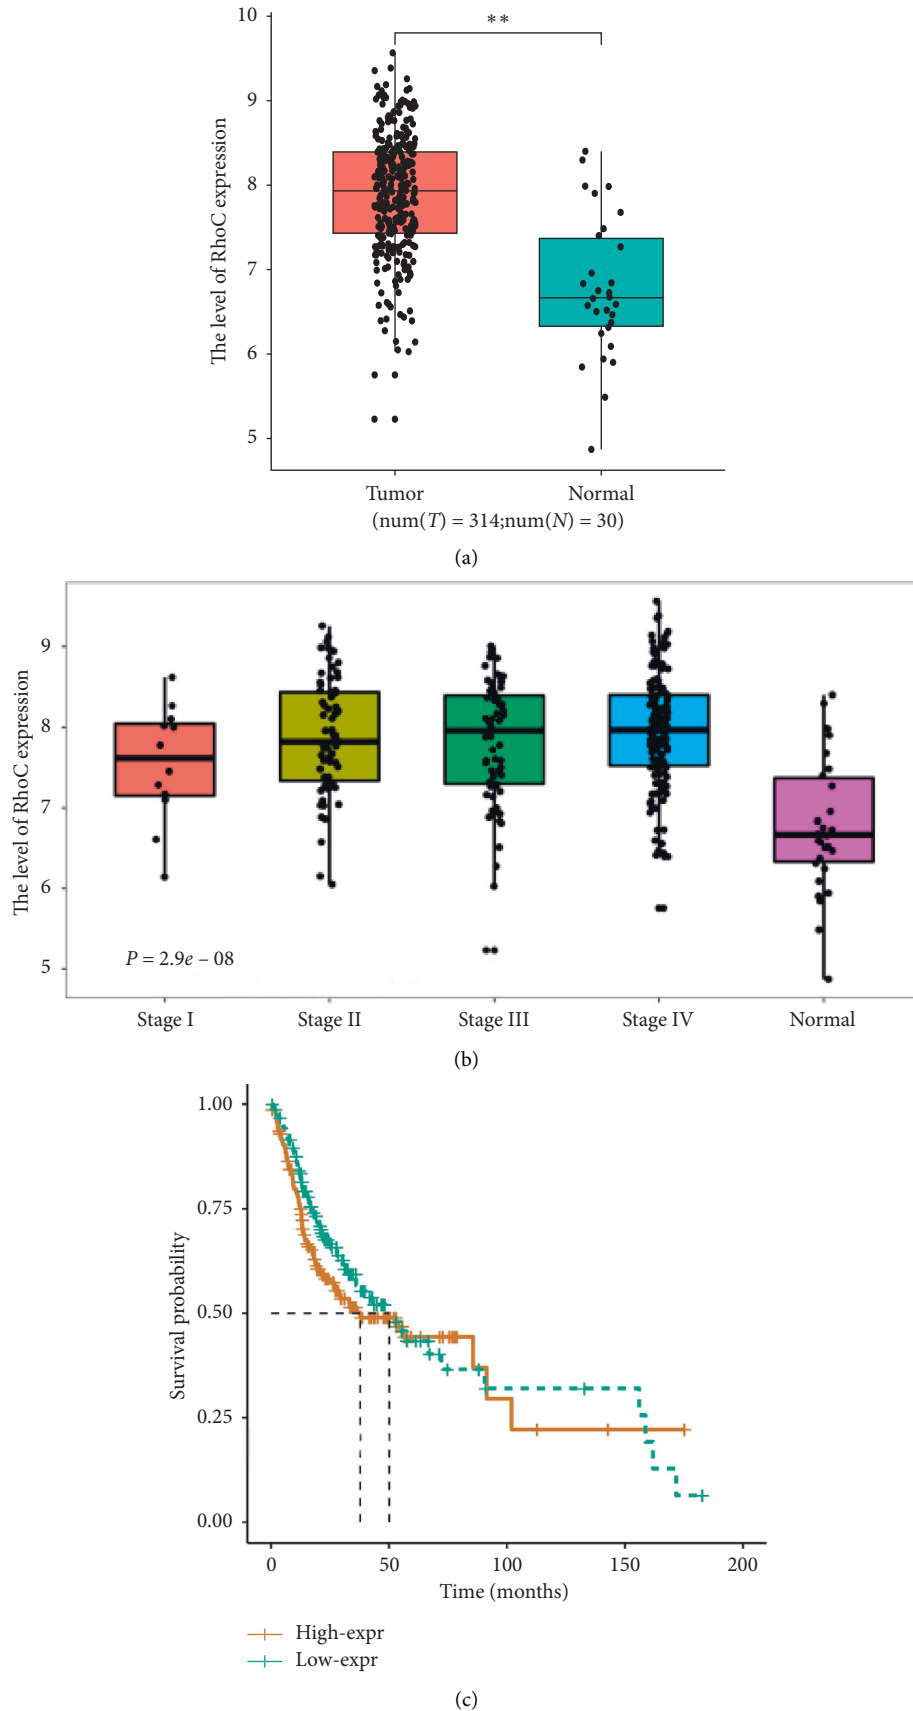 **
10
9
8
7
6
5
The level of RhoC expression
Tumor
Normal
(num(T) = 314;num(N) = 30)
(a)
9
8
7
6
5
The level of RhoC expression
P = 2.9e – 08
Stage I
Stage II
Stage III
Stage IV
Normal
(b)
1.00
0.75
0.50
0.25
0.00
Survival probability
0
50
100
150
200
Time (months)
High-expr
Low-expr
(c)